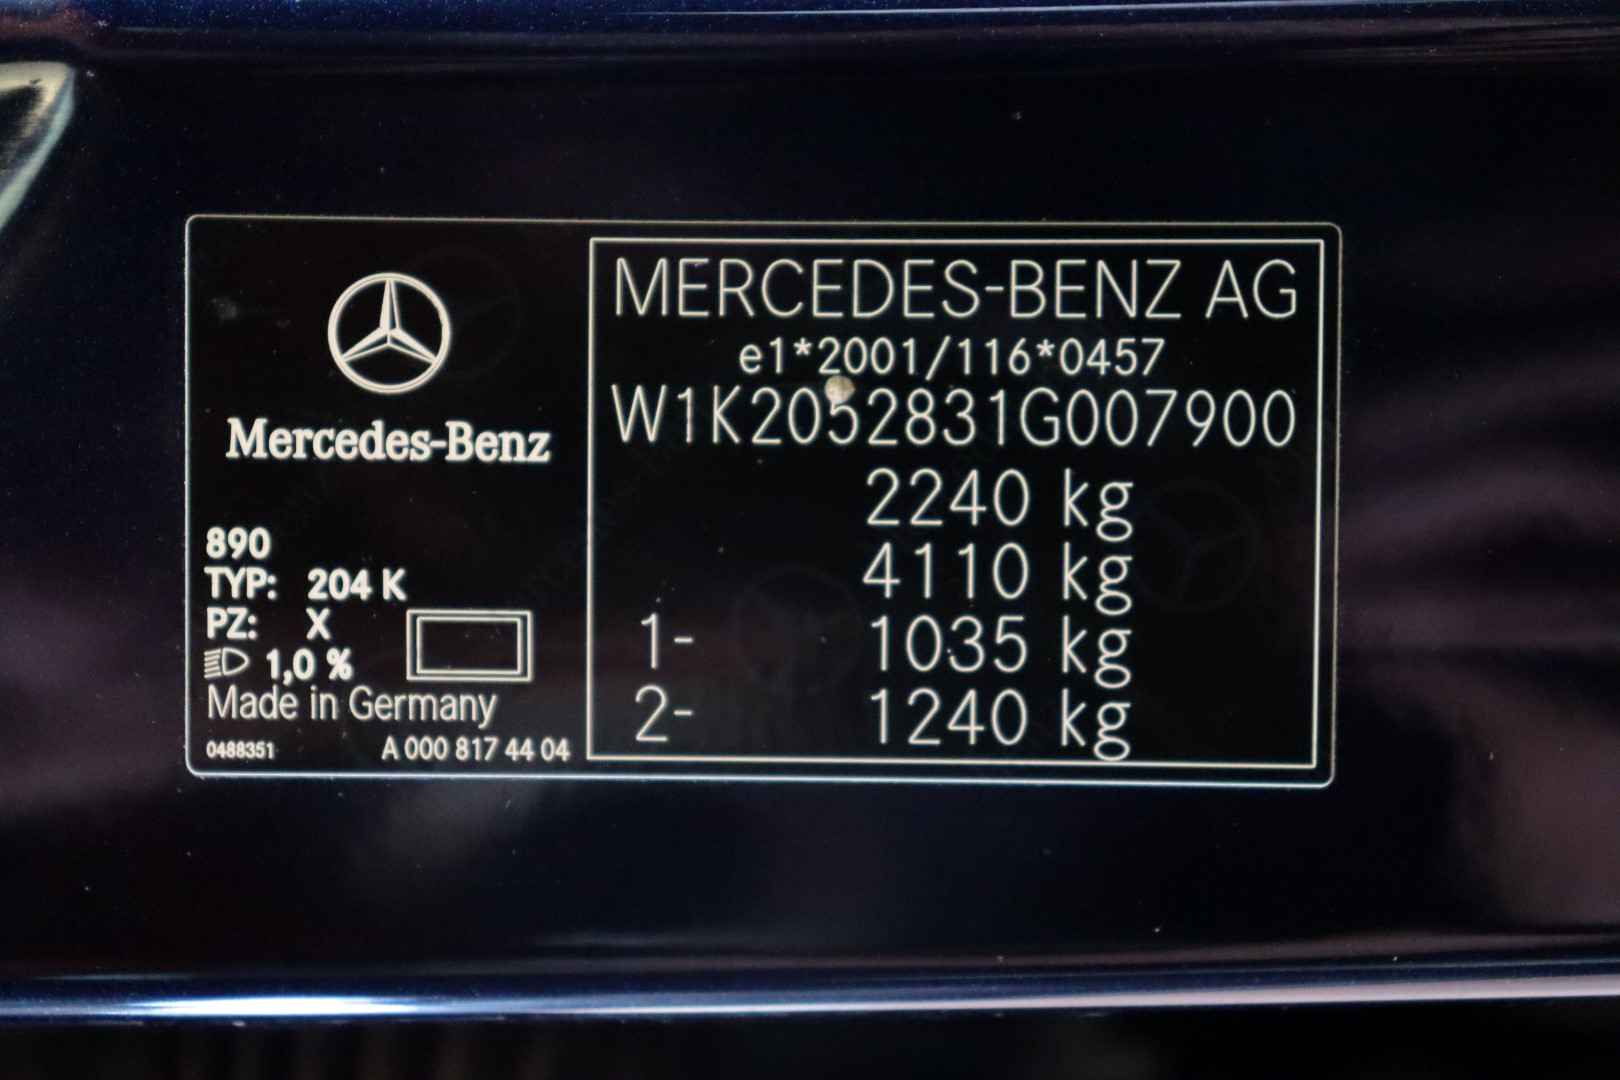 Mercedes-Benz
890
TYP: 204 K
PZ: X
1,0 %
Made in Germany
0488351 A 000 817 44 04
MERCEDES-BENZ AG
e1*2001/116*0457
W1K2052831G007900
2240 kg
4110 kg
1- 1035 kg
2- 1240 kg